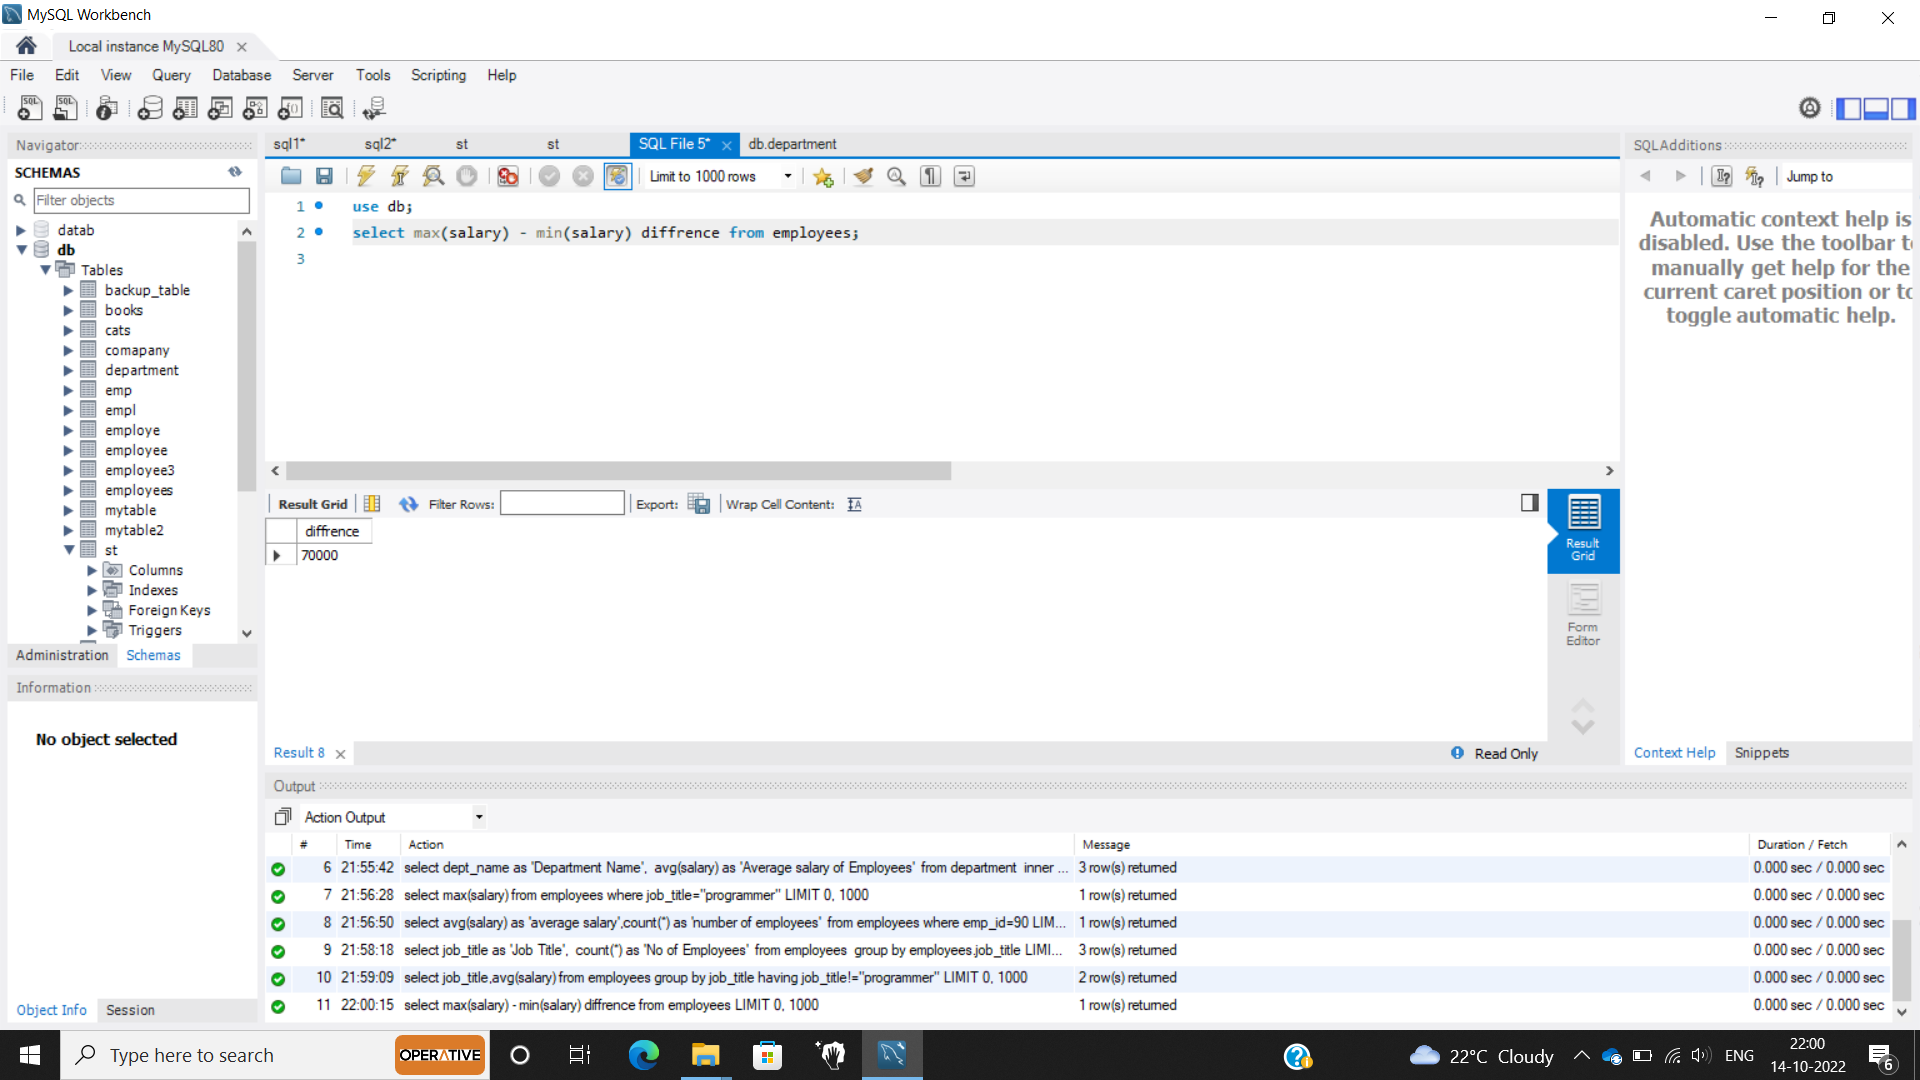 MySQL Workbench
Local instance MySQL80
File Edit View Query Database Server Tools Scripting Help
Navigator
SCHEMAS
Filter objects
datab
db
Tables
backup_table
books
cats
comapany
department
emp
empl
employe
employee
employee3
employees
mytable
mytable2
st
Columns
Indexes
Foreign Keys
Triggers
Administration Schemas
Information
No object selected
Object Info Session
sql1* sql2* st st SQL File 5* db.department
Limit to 1000 rows
1 use db;
2 select max(salary) - min(salary) diffrence from employees;
3
Result Grid Filter Rows: Export: Wrap Cell Content:
diffrence
70000
Result Grid
Form Editor
Result 8 Read Only
SQLAdditions
Jump to
Automatic context help is
disabled. Use the toolbar to
manually get help for the
current caret position or to
toggle automatic help.
Context Help Snippets
Output
Action Output
# Time Action Message Duration / Fetch
6 21:55:42 select dept_name as 'Department Name', avg(salary) as 'Average salary of Employees' from department inner ... 3 row(s) returned 0.000 sec / 0.000 sec
7 21:56:28 select max(salary) from employees where job_title="programmer" LIMIT 0, 1000 1 row(s) returned 0.000 sec / 0.000 sec
8 21:56:50 select avg(salary) as 'average salary',count(*) as 'number of employees' from employees where emp_id=90 LIM... 1 row(s) returned 0.000 sec / 0.000 sec
9 21:58:18 select job_title as 'Job Title', count(*) as 'No of Employees' from employees group by employees.job_title LIMI... 3 row(s) returned 0.000 sec / 0.000 sec
10 21:59:09 select job_title,avg(salary) from employees group by job_title having job_title!="programmer" LIMIT 0, 1000 2 row(s) returned 0.000 sec / 0.000 sec
11 22:00:15 select max(salary) - min(salary) diffrence from employees LIMIT 0, 1000 1 row(s) returned 0.000 sec / 0.000 sec
Type here to search
OPERATIVE
22°C Cloudy
ENG
22:00
14-10-2022
6